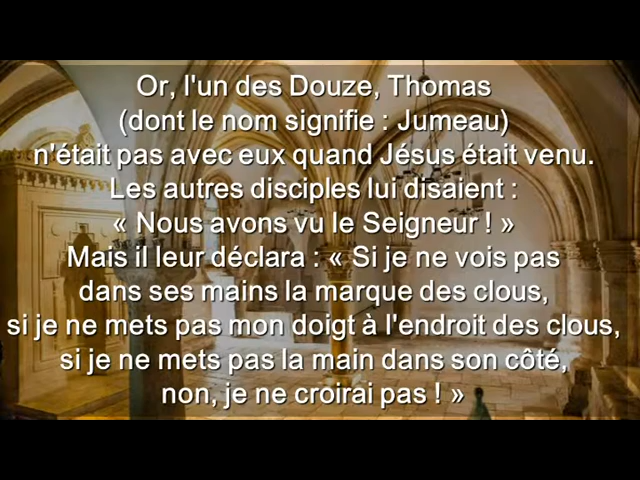 Or, l'un des Douze, Thomas
(dont le nom signifie : Jumeau)
n'était pas avec eux quand Jésus était venu.
Les autres disciples lui disaient :
« Nous avons vu le Seigneur ! »
Mais il leur déclara : « Si je ne vois pas
dans ses mains la marque des clous,
si je ne mets pas mon doigt à l'endroit des clous,
si je ne mets pas la main dans son côté,
non, je ne croirai pas ! »